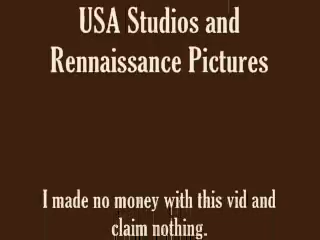 USA Studios and
Rennaissance Pictures
I made no money with this vid and
claim nothing.